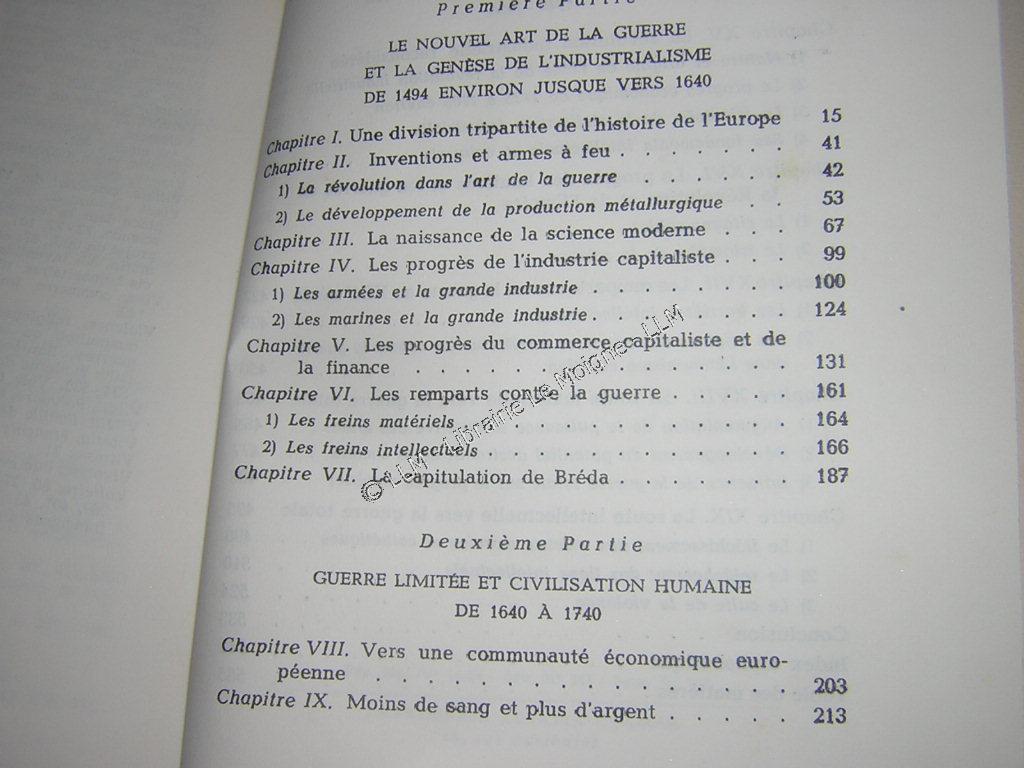 Première Partie
LE NOUVEL ART DE LA GUERRE
ET LA GENÈSE DE L'INDUSTRIALISME
DE 1494 ENVIRON JUSQUE VERS 1640
Chapitre I. Une division tripartite de l'histoire de l'Europe 15
Chapitre II. Inventions et armes à feu . . . . . . . 41
1) La révolution dans l'art de la guerre . . . . . 42
2) Le développement de la production métallurgique . . 53
Chapitre III. La naissance de la science moderne . . . . 67
Chapitre IV. Les progrès de l'industrie capitaliste . . . 99
1) Les armées et la grande industrie . . . . . . . 100
2) Les marines et la grande industrie . . . . . . . 124
Chapitre V. Les progrès du commerce capitaliste et de
la finance . . . . . . . . . . . . 131
Chapitre VI. Les remparts contre la guerre . . . . . 161
1) Les freins matériels . . . . . . . . . . 164
2) Les freins intellectuels . . . . . . . . . 166
Chapitre VII. La capitulation de Bréda . . . . . . 187
© LLM - Librairie Le Moigne - LLM
Deuxième Partie
GUERRE LIMITÉE ET CIVILISATION HUMAINE
DE 1640 À 1740
Chapitre VIII. Vers une communauté économique euro-
péenne . . . . . . . . . . . . . 203
Chapitre IX. Moins de sang et plus d'argent . . . . . 213